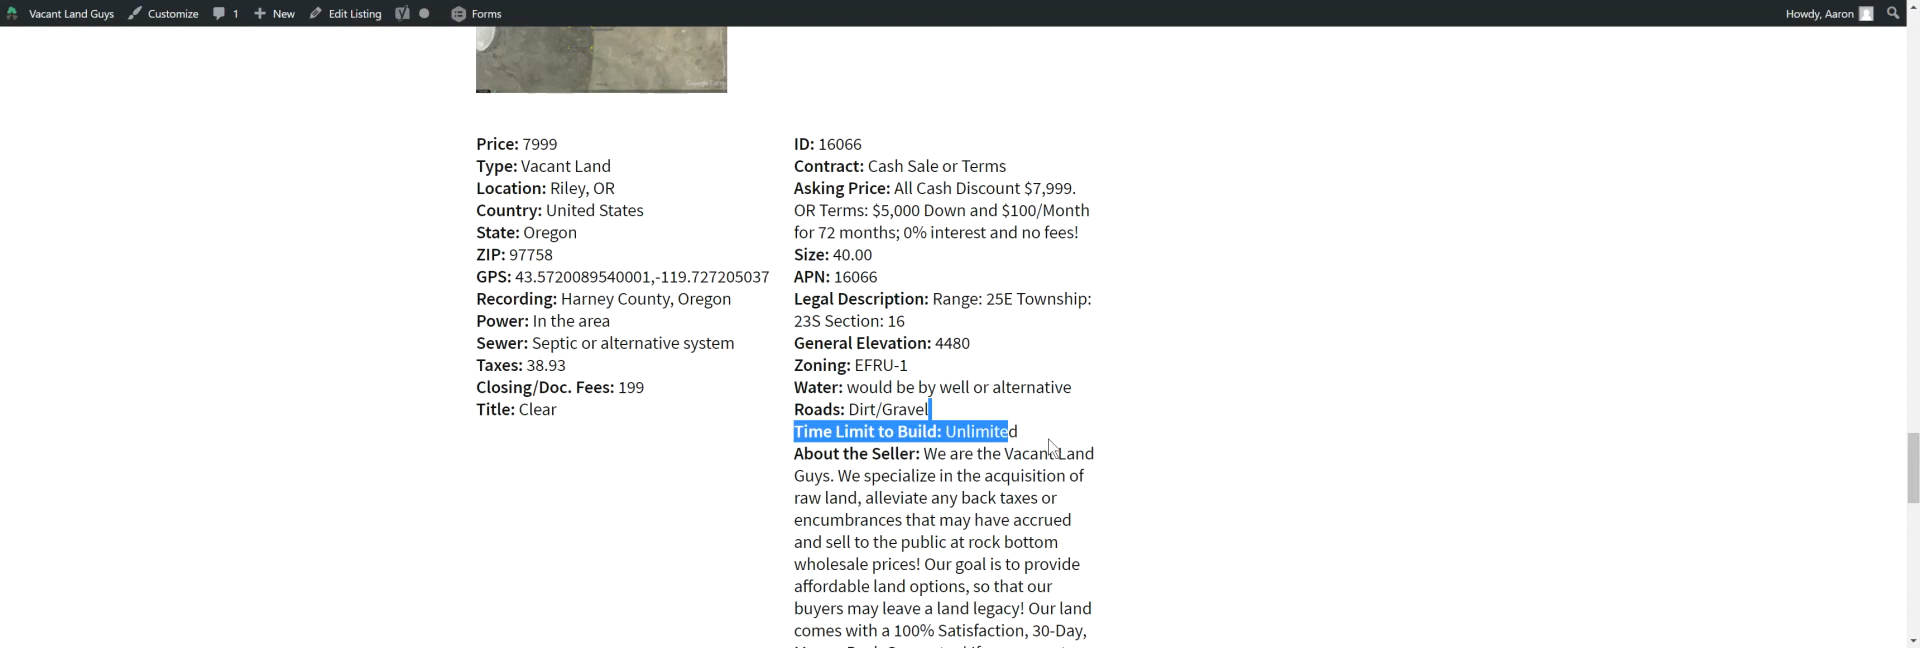 Vacant Land Guys Customize 1 New Edit Listing Forms Howdy, Aaron
Price: 7999
Type: Vacant Land
Location: Riley, OR
Country: United States
State: Oregon
ZIP: 97758
GPS: 43.5720089540001,-119.727205037
Recording: Harney County, Oregon
Power: In the area
Sewer: Septic or alternative system
Taxes: 38.93
Closing/Doc. Fees: 199
Title: Clear
ID: 16066
Contract: Cash Sale or Terms
Asking Price: All Cash Discount $7,999.
OR Terms: $5,000 Down and $100/Month
for 72 months; 0% interest and no fees!
Size: 40.00
APN: 16066
Legal Description: Range: 25E Township:
23S Section: 16
General Elevation: 4480
Zoning: EFRU-1
Water: would be by well or alternative
Roads: Dirt/Gravel
Time Limit to Build: Unlimited
About the Seller: We are the Vacant Land
Guys. We specialize in the acquisition of
raw land, alleviate any back taxes or
encumbrances that may have accrued
and sell to the public at rock bottom
wholesale prices! Our goal is to provide
affordable land options, so that our
buyers may leave a land legacy! Our land
comes with a 100% Satisfaction, 30-Day,